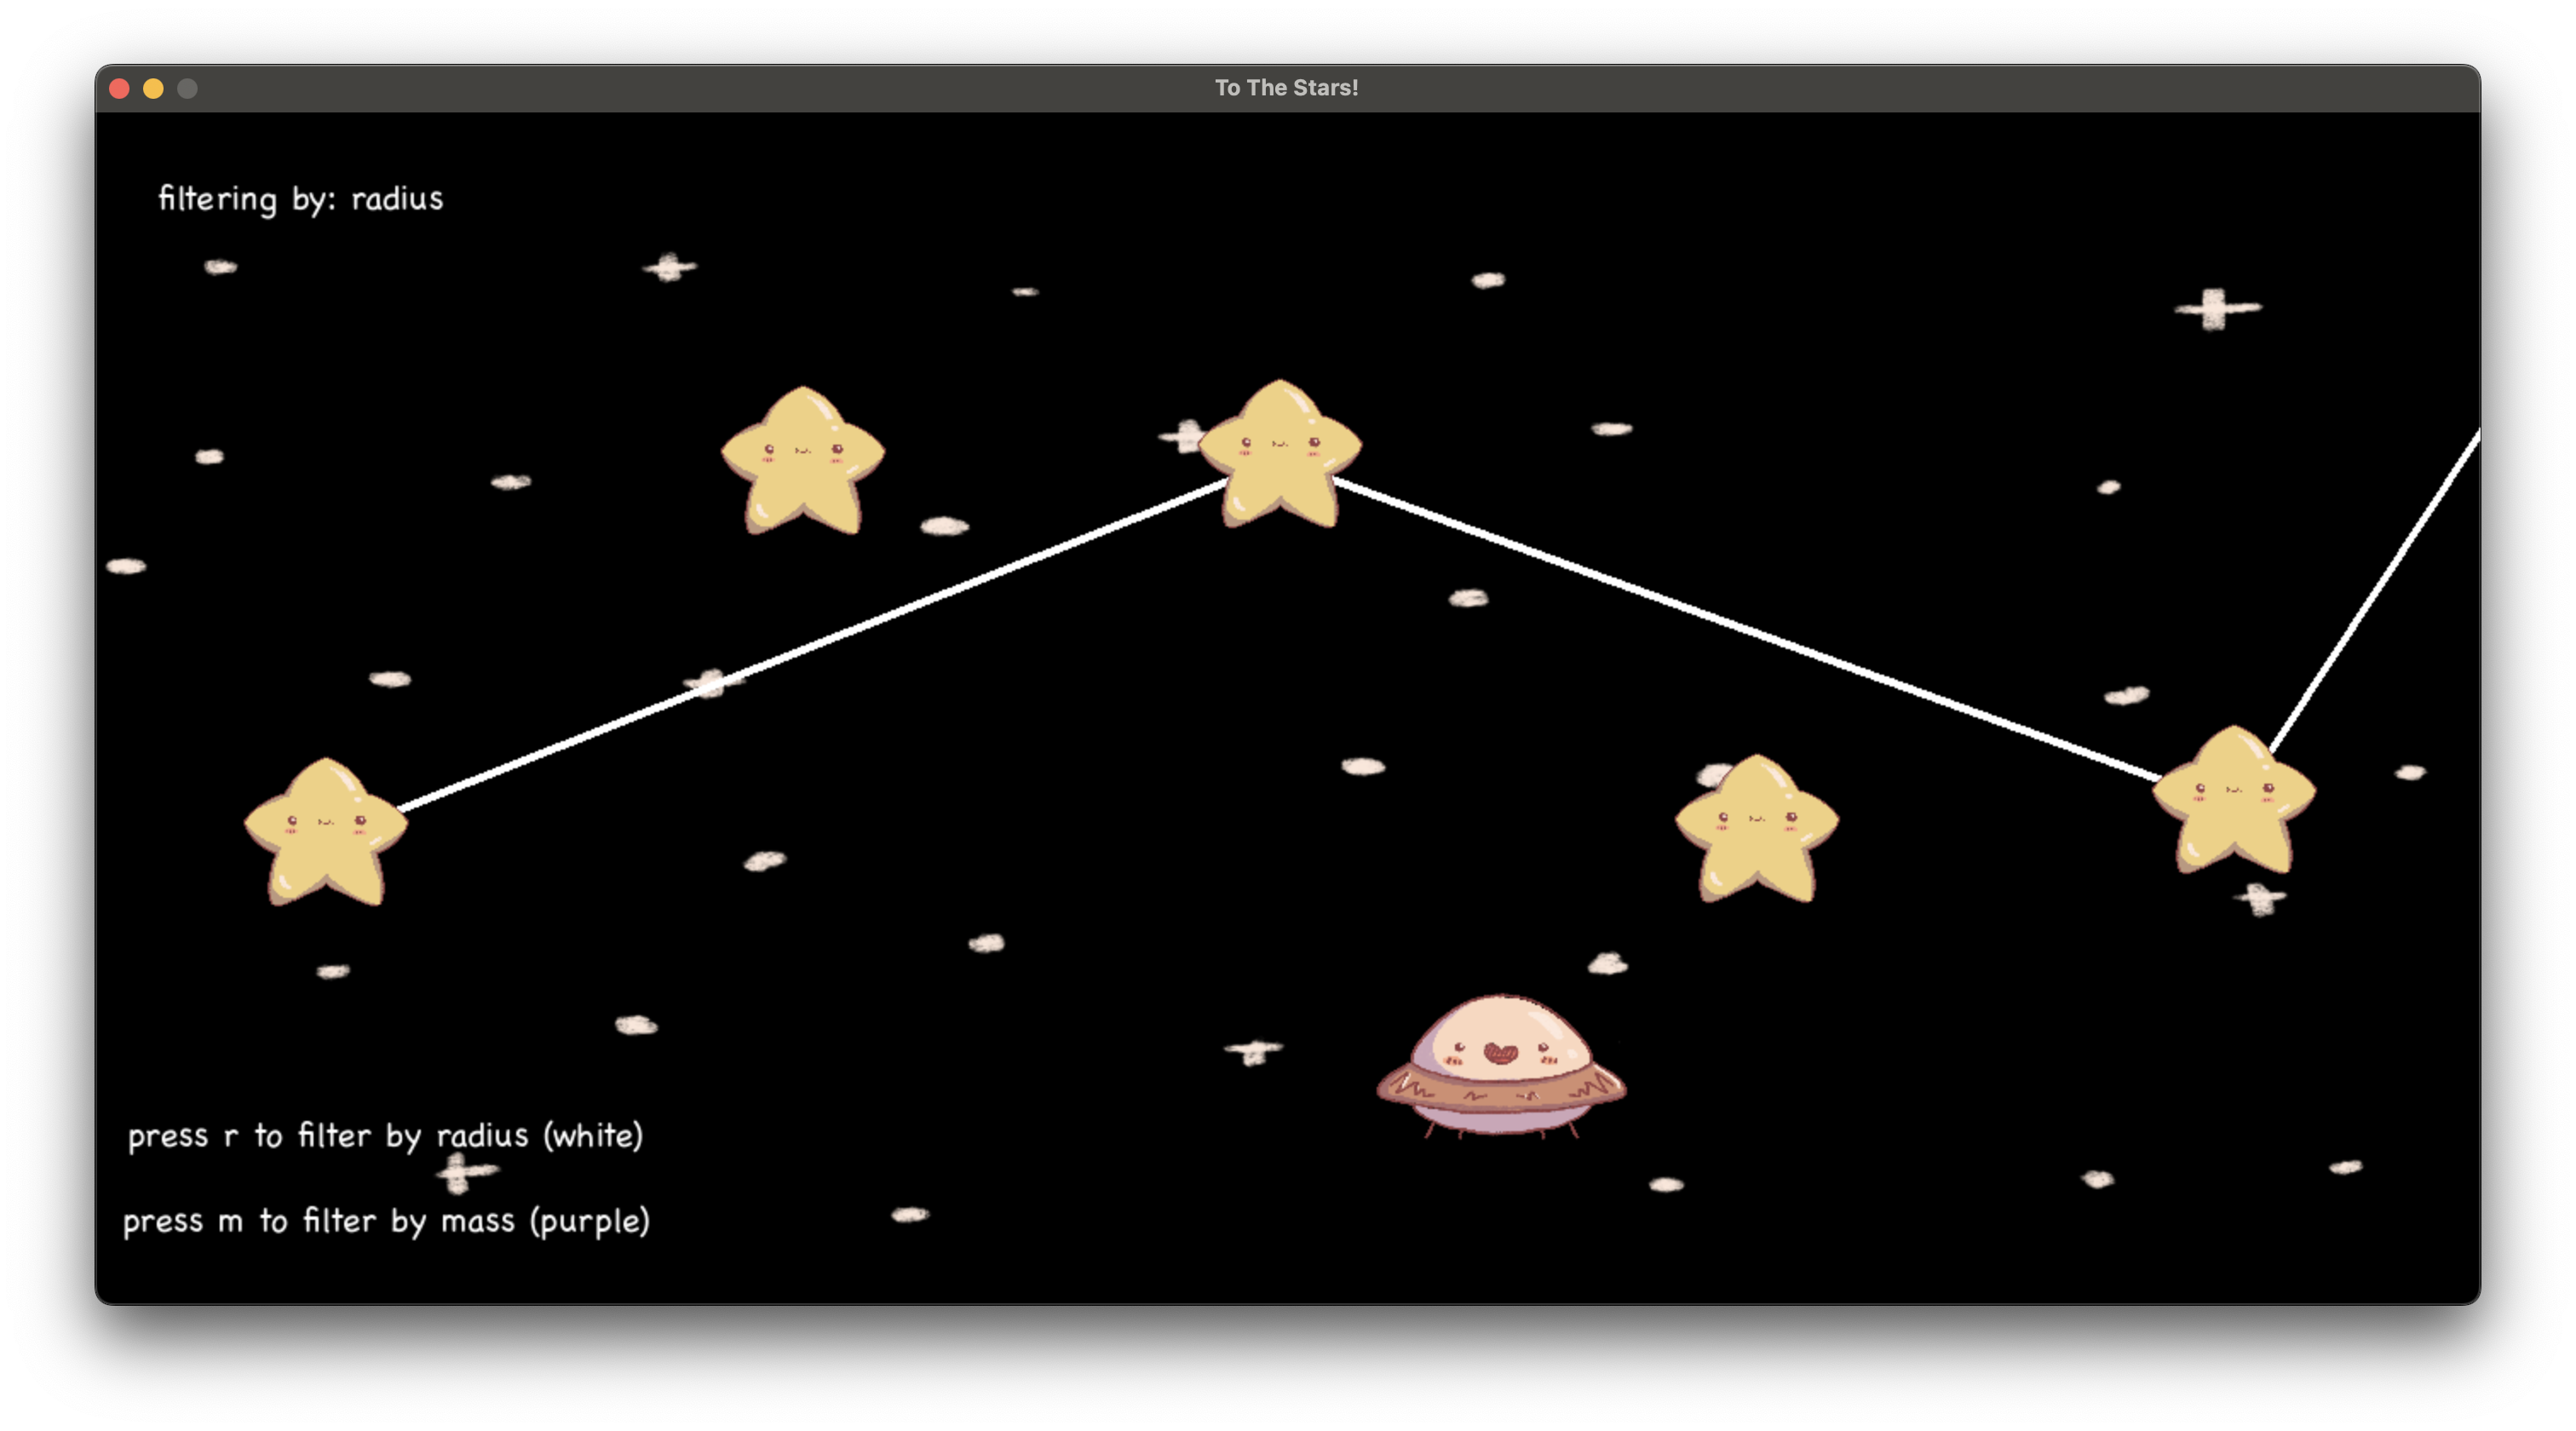 To The Stars!
filtering by: radius
press r to filter by radius (white)
press m to filter by mass (purple)